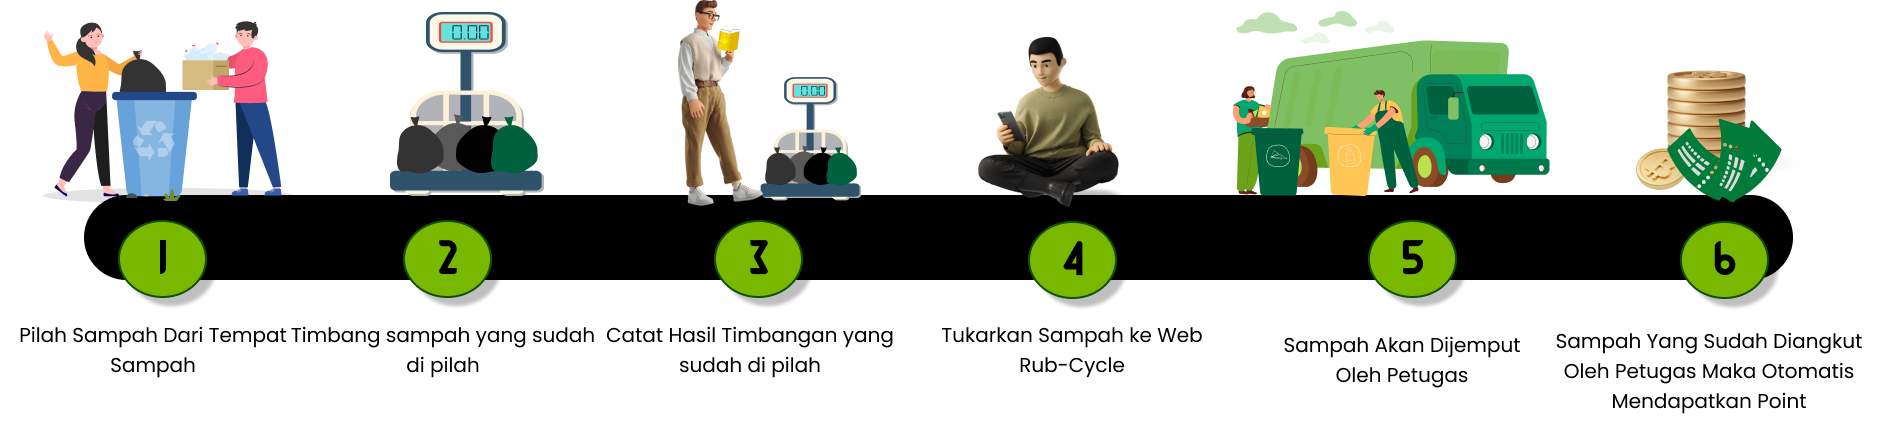 0.00
0.00
1
2
3
4
5
6
Pilah Sampah Dari Tempat
Sampah
Timbang sampah yang sudah
di pilah
Catat Hasil Timbangan yang
sudah di pilah
Tukarkan Sampah ke Web
Rub-Cycle
Sampah Akan Dijemput
Oleh Petugas
Sampah Yang Sudah Diangkut
Oleh Petugas Maka Otomatis
Mendapatkan Point